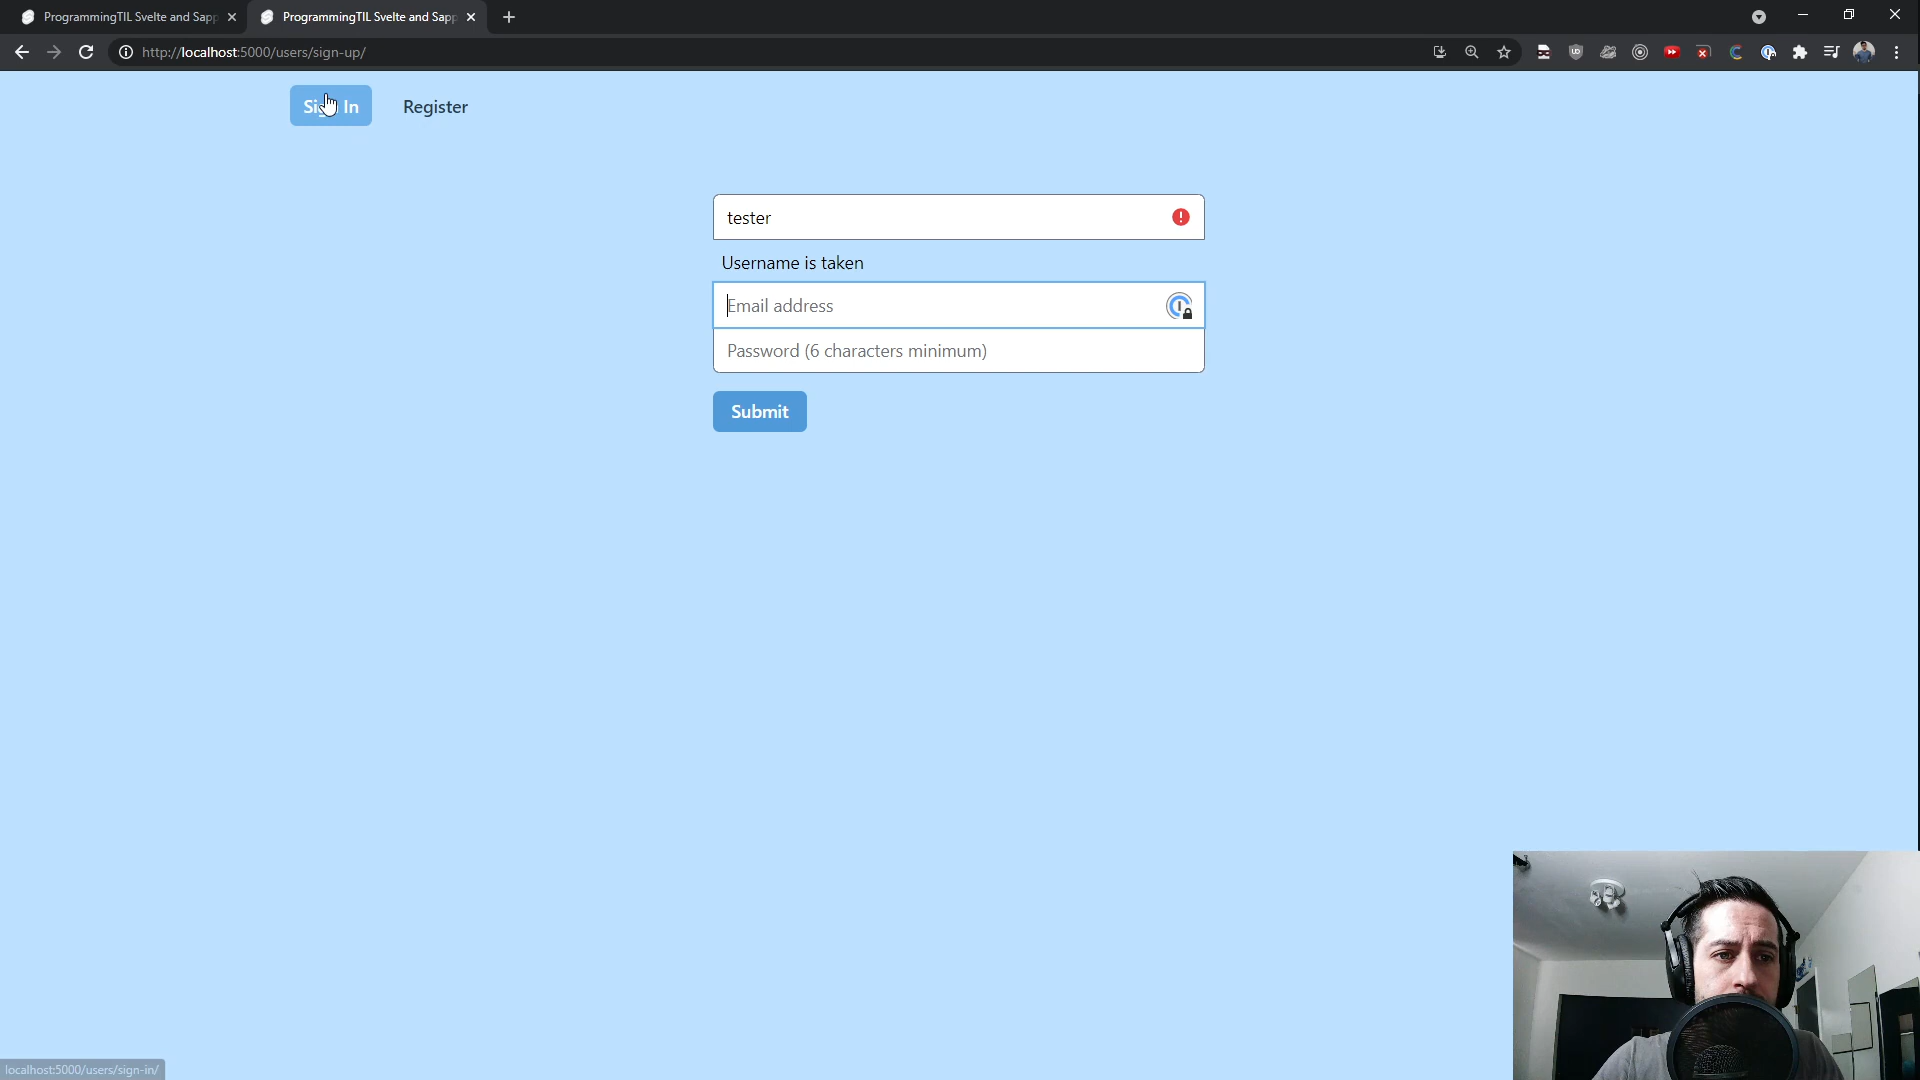 ProgrammingTIL Svelte and Sapp
ProgrammingTIL Svelte and Sapp
http://localhost:5000/users/sign-up/
Sign In
Register
tester
Username is taken
Email address
Password (6 characters minimum)
Submit
localhost:5000/users/sign-in/